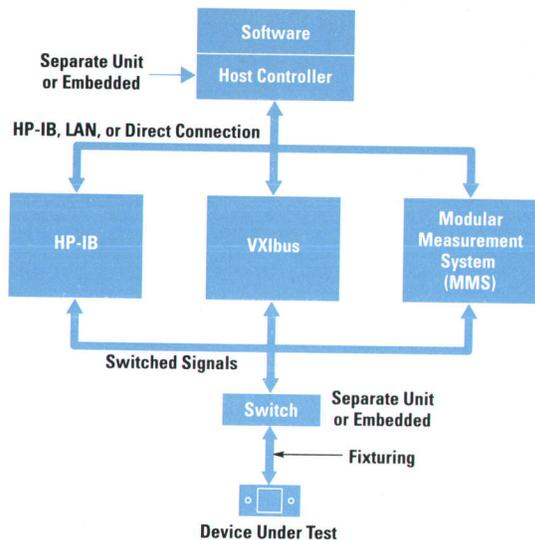 Software
Separate Unit
or Embedded
Host Controller
HP-IB, LAN, or Direct Connection
HP-IB
VXIbus
Modular
Measurement
System
(MMS)
Switched Signals
Switch
Separate Unit
or Embedded
Fixturing
Device Under Test